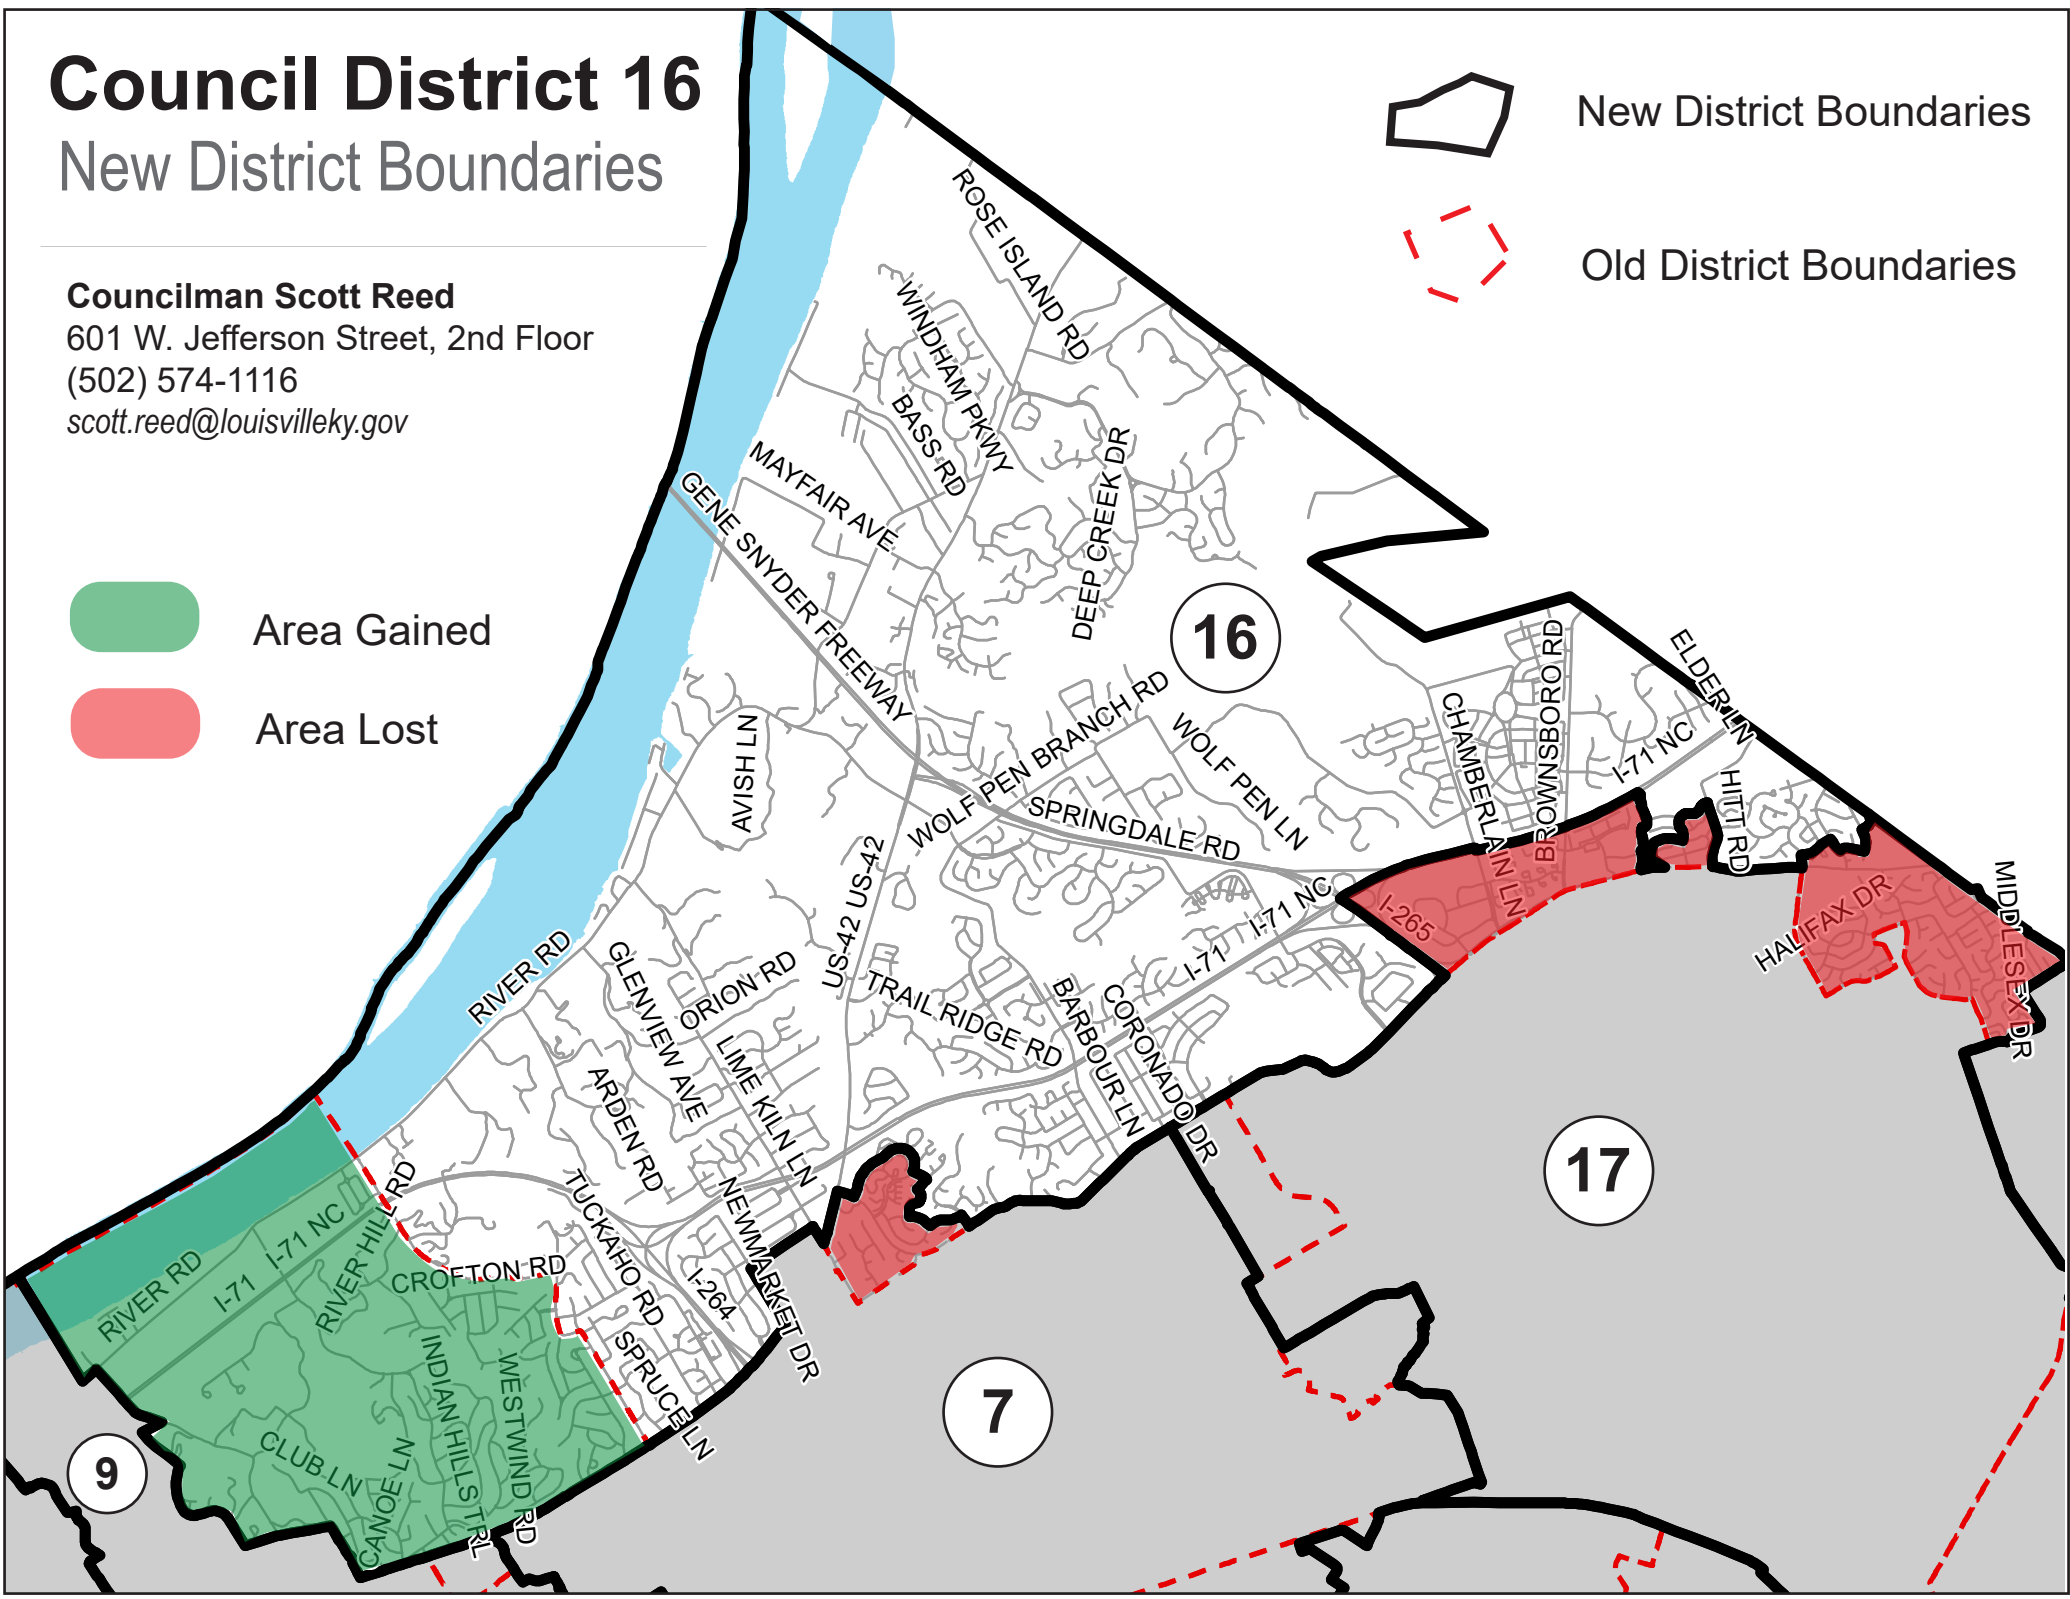 Council District 16
New District Boundaries
Councilman Scott Reed
601 W. Jefferson Street, 2nd Floor
(502) 574-1116
scott.reed@louisvilleky.gov
Area Gained
Area Lost
New District Boundaries
Old District Boundaries
ROSE ISLAND RD
WINDHAM PKWY
BASS RD
MAYFAIR AVE
GENE SNYDER FREEWAY
DEEP CREEK DR
16
ELDER LN
BROWNSBORO RD
CHAMBERLAIN LN
I-71 NC
HITT RD
WOLF PEN BRANCH RD
WOLF PEN LN
AVISH LN
SPRINGDALE RD
US-42 US-42
I-71 NC
I-71
I-265
HALIFAX DR
MIDDLESEX DR
RIVER RD
GLENVIEW AVE
ORION RD
TRAIL RIDGE RD
BARBOUR LN
CORONADO DR
LIME KILN LN
ARDEN RD
17
TUCKAHO RD
NEWMARKET DR
RIVER HILL RD
I-71 NC
I-71
RIVER RD
CROFTON RD
I-264
SPRUCE LN
INDIAN HILLS TRL
WESTWIND RD
CLUB LN
CANOE LN
7
9